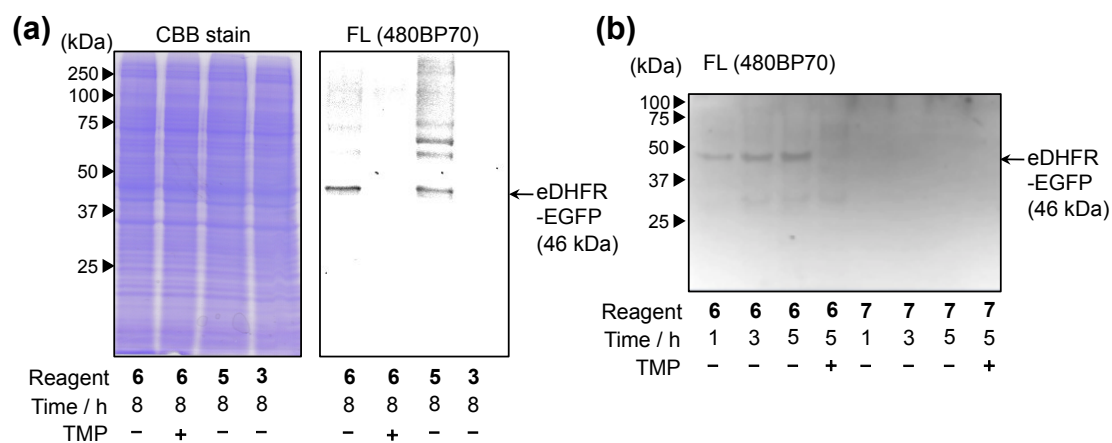 (a)
(kDa) CBB stain FL (480BP70)
250
100
75
50
37
25
eDHFR
-EGFP
(46 kDa)
Reagent 6 6 5 3 6 6 5 3
Time / h 8 8 8 8 8 8 8 8
TMP − + − − − + − −
(b)
(kDa) FL (480BP70)
100
75
50
37
25
eDHFR
-EGFP
(46 kDa)
Reagent 6 6 6 6 7 7 7 7
Time / h 1 3 5 5 1 3 5 5
TMP − − − + − − − +